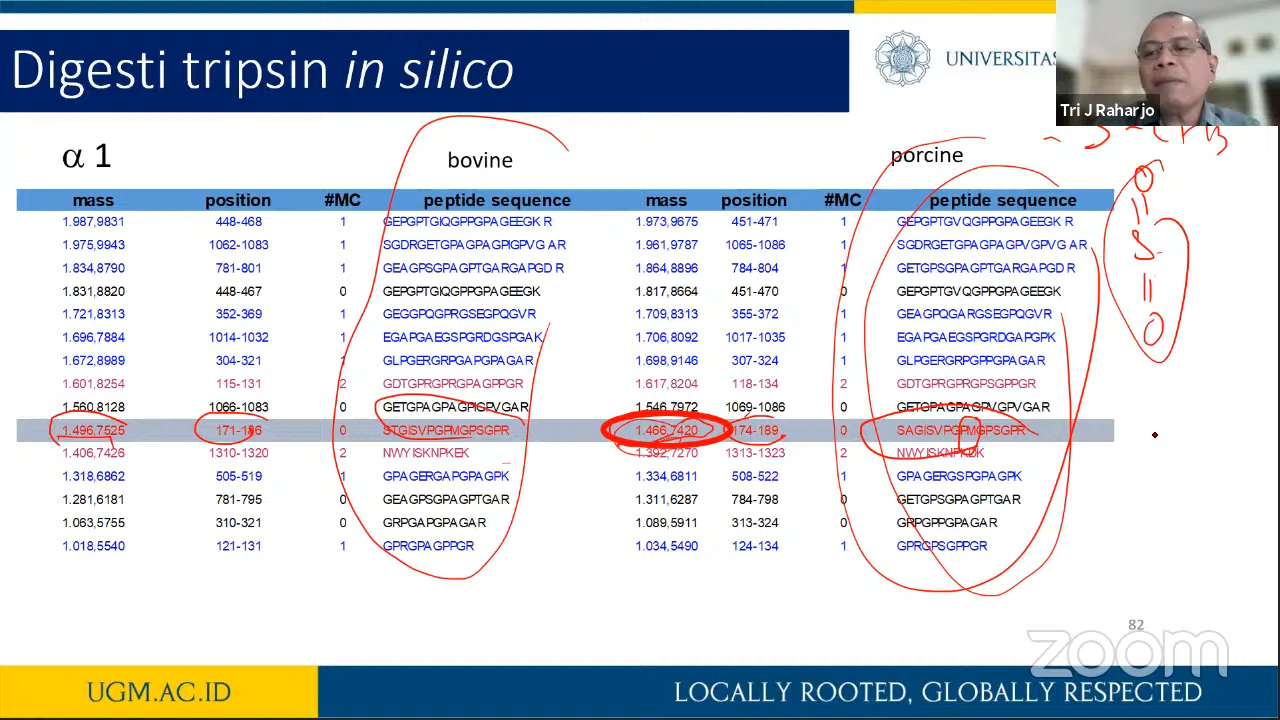 Digesti tripsin in silico
UNIVERSITAS
Tri J Raharjo
α 1
bovine
porcine
mass position #MC peptide sequence mass position #MC peptide sequence
1.987,9831 448-468 1 GEPGPTGIQGPPGPAGEEGK R 1.973,9675 451-471 1 GEPGPTGVQGPPGPAGEEGK R
1.975,9943 1062-1083 1 SGDRGETGPAGPAGPIGPVG AR 1.961,9787 1065-1086 1 SGDRGETGPAGPAGPVGPVG AR
1.834,8790 781-801 1 GEAGPSGPAGPTGARGAPGD R 1.864,8896 784-804 1 GETGPSGPAGPTGARGAPGD R
1.831,8820 448-467 0 GEPGPTGIQGPPGPAGEEGK 1.817,8664 451-470 0 GEPGPTGVQGPPGPAGEEGK
1.721,8313 352-369 1 GEGGPQGPRGSEGPQGVR 1.709,8313 355-372 1 GEAGPQGARGSEGPQGVR
1.696,7884 1014-1032 1 EGAPGAEGSPGRDGSPGAK 1.706,8092 1017-1035 1 EGAPGAEGSPGRDGAPGPK
1.672,8989 304-321 1 GLPGERGRPGAPGPAGAR 1.698,9146 307-324 1 GLPGERGRPGPPGPAGAR
1.601,8254 115-131 2 GDTGPRGPRGPAGPPGR 1.617,8204 118-134 2 GDTGPRGPRGPSGPPGR
1.560,8128 1066-1083 0 GETGPAGPAGPIGPVGAR 1.546,7972 1069-1086 0 GETGPAGPAGPVGPVGAR
1.496,7525 171-186 0 STGISVPGPMGPSGPR 1.466,7420 174-189 0 SAGISVPGPMGPSGPR
1.406,7426 1310-1320 2 NWYISKNPKEK 1.392,7270 1313-1323 2 NWYISKNPKDK
1.318,6862 505-519 1 GPAGERGAPGPAGPK 1.334,6811 508-522 1 GPAGERGSPGPAGPK
1.281,6181 781-795 0 GEAGPSGPAGPTGAR 1.311,6287 784-798 0 GETGPSGPAGPTGAR
1.063,5755 310-321 0 GRPGAPGPAGAR 1.089,5911 313-324 0 GRPGPPGPAGAR
1.018,5540 121-131 1 GPRGPAGPPGR 1.034,5490 124-134 1 GPRGPSGPPGR
O
S
O
82
zoom
UGM.AC.ID
LOCALLY ROOTED, GLOBALLY RESPECTED